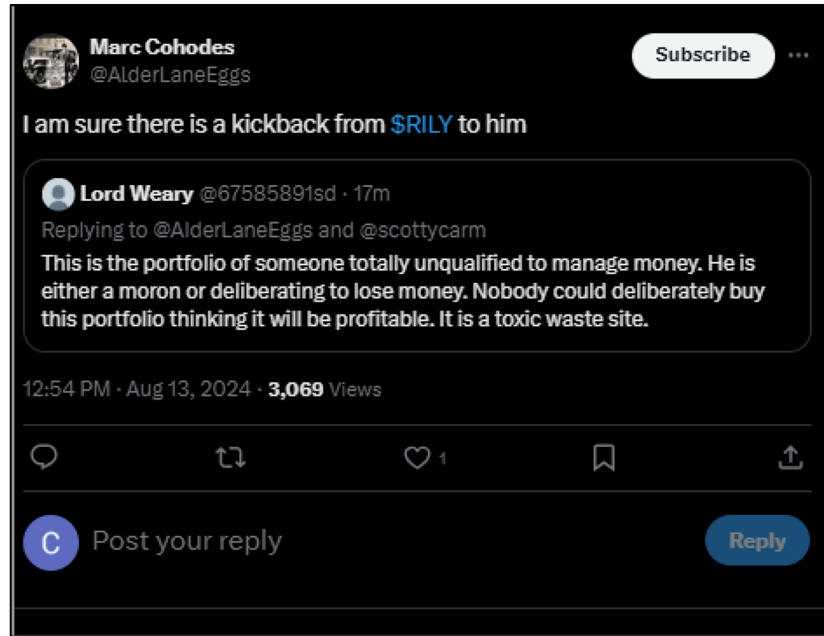 Marc Cohodes
Subscribe
@AlderLaneEggs
I am sure there is a kickback from $RILY to him
Lord Weary @67585891sd · 17m
Replying to @AlderLaneEggs and @scottycarm
This is the portfolio of someone totally unqualified to manage money. He is
either a moron or deliberating to lose money. Nobody could deliberately buy
this portfolio thinking it will be profitable. It is a toxic waste site.
12:54 PM · Aug 13, 2024 · 3,069 Views
1
C
Post your reply
Reply